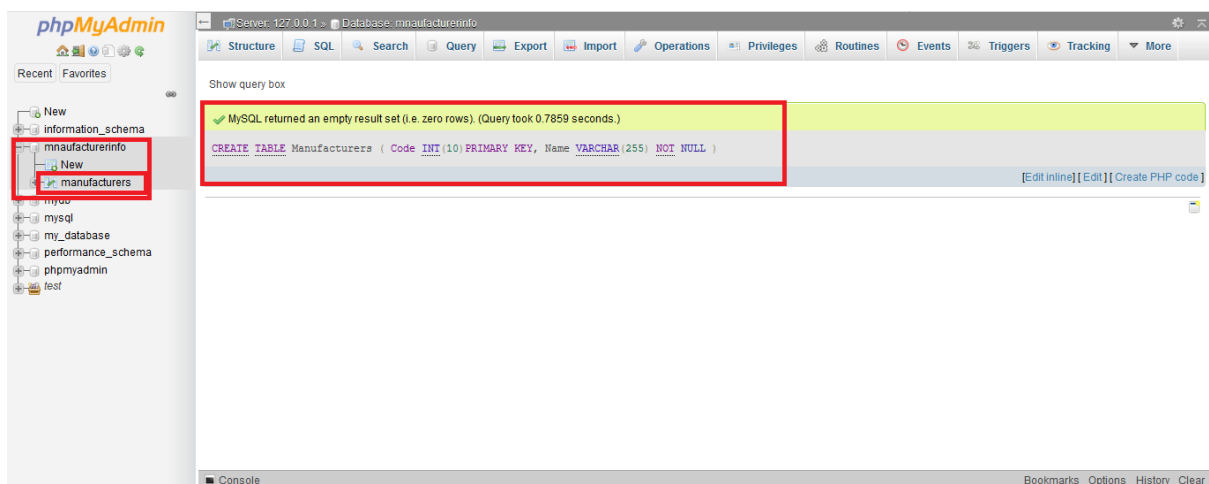 phpMyAdmin
Recent Favorites
New
information_schema
mnaufacturerinfo
New
manufacturers
mydb
mysql
my_database
performance_schema
phpmyadmin
test
Server: 127.0.0.1 » Database: mnaufacturerinfo
Structure SQL Search Query Export Import Operations Privileges Routines Events Triggers Tracking More
Show query box
MySQL returned an empty result set (i.e. zero rows). (Query took 0.7859 seconds.)
CREATE TABLE Manufacturers ( Code INT(10)PRIMARY KEY, Name VARCHAR(255) NOT NULL )
[Edit inline] [ Edit ] [ Create PHP code ]
Console Bookmarks Options History Clear